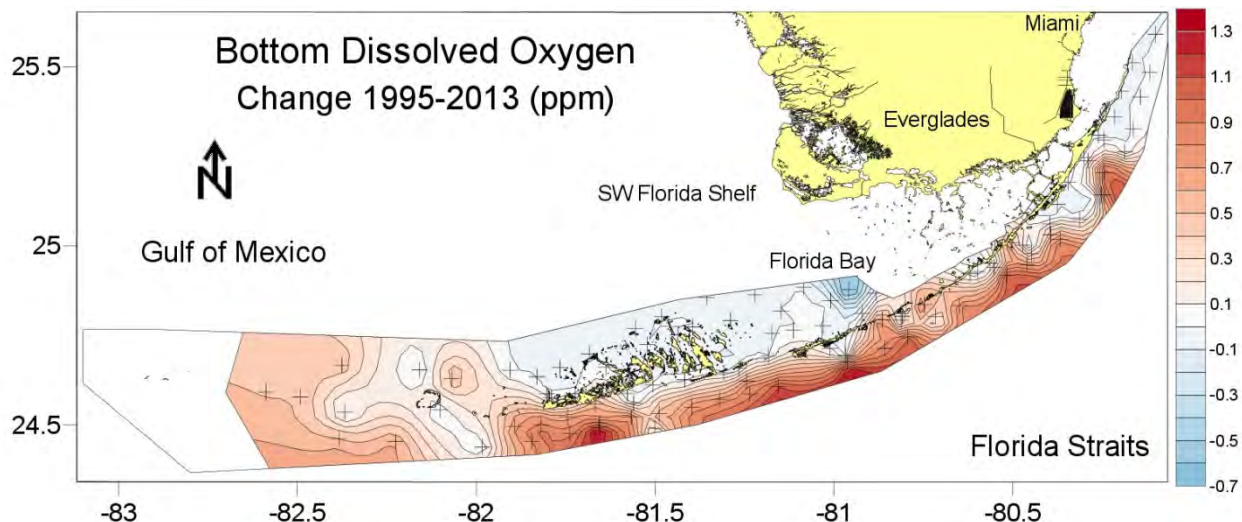 Bottom Dissolved Oxygen
Change 1995-2013 (ppm)
Miami
Everglades
N
SW Florida Shelf
Gulf of Mexico
Florida Bay
Florida Straits
25.5
25
24.5
-83
-82.5
-82
-81.5
-81
-80.5
1.3
1.1
0.9
0.7
0.5
0.3
0.1
-0.1
-0.3
-0.5
-0.7